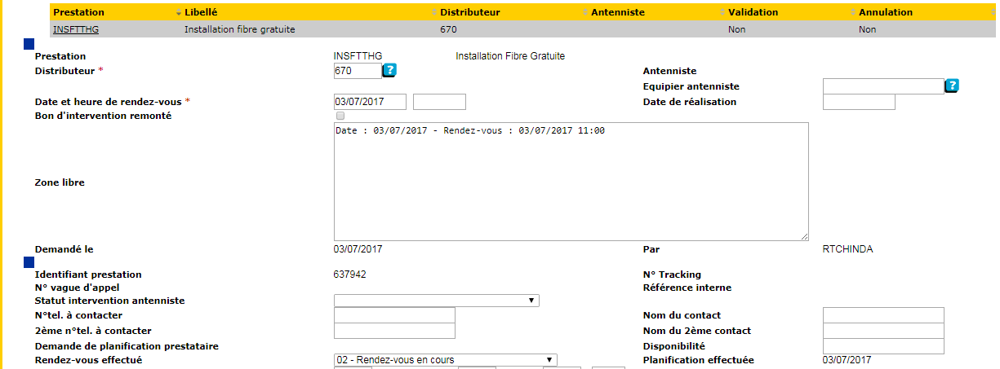 Prestation Libellé Distributeur Antenniste Validation Annulation
INSFTTHG Installation fibre gratuite 670 Non Non
Prestation INSFTTHG Installation Fibre Gratuite
Distributeur * 670 ? Antenniste
Equipier antenniste ?
Date et heure de rendez-vous * 03/07/2017 Date de réalisation
Bon d'intervention remonté
Date : 03/07/2017 - Rendez-vous : 03/07/2017 11:00
Zone libre
Demandé le 03/07/2017 Par RTCHINDA
Identifiant prestation 637942 N° Tracking
N° vague d'appel Référence interne
Statut intervention antenniste
N°tel. à contacter Nom du contact
2ème n°tel. à contacter Nom du 2ème contact
Demande de planification prestataire Disponibilité
Rendez-vous effectué 02 - Rendez-vous en cours Planification effectuée 03/07/2017